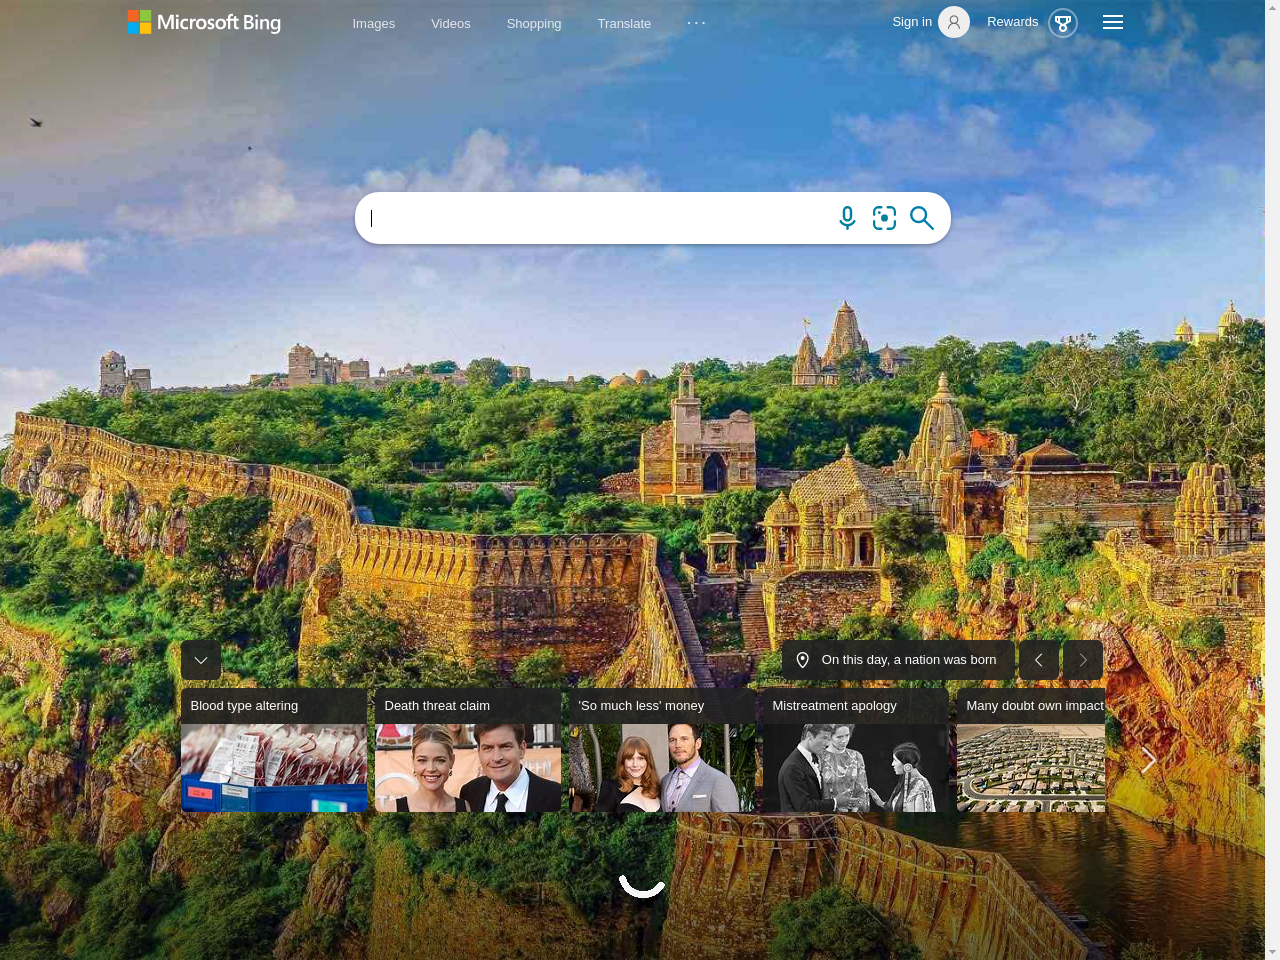 Microsoft Bing
Images Videos Shopping Translate ···
Sign in Rewards
On this day, a nation was born
Blood type altering
Death threat claim
'So much less' money
Mistreatment apology
Many doubt own impact